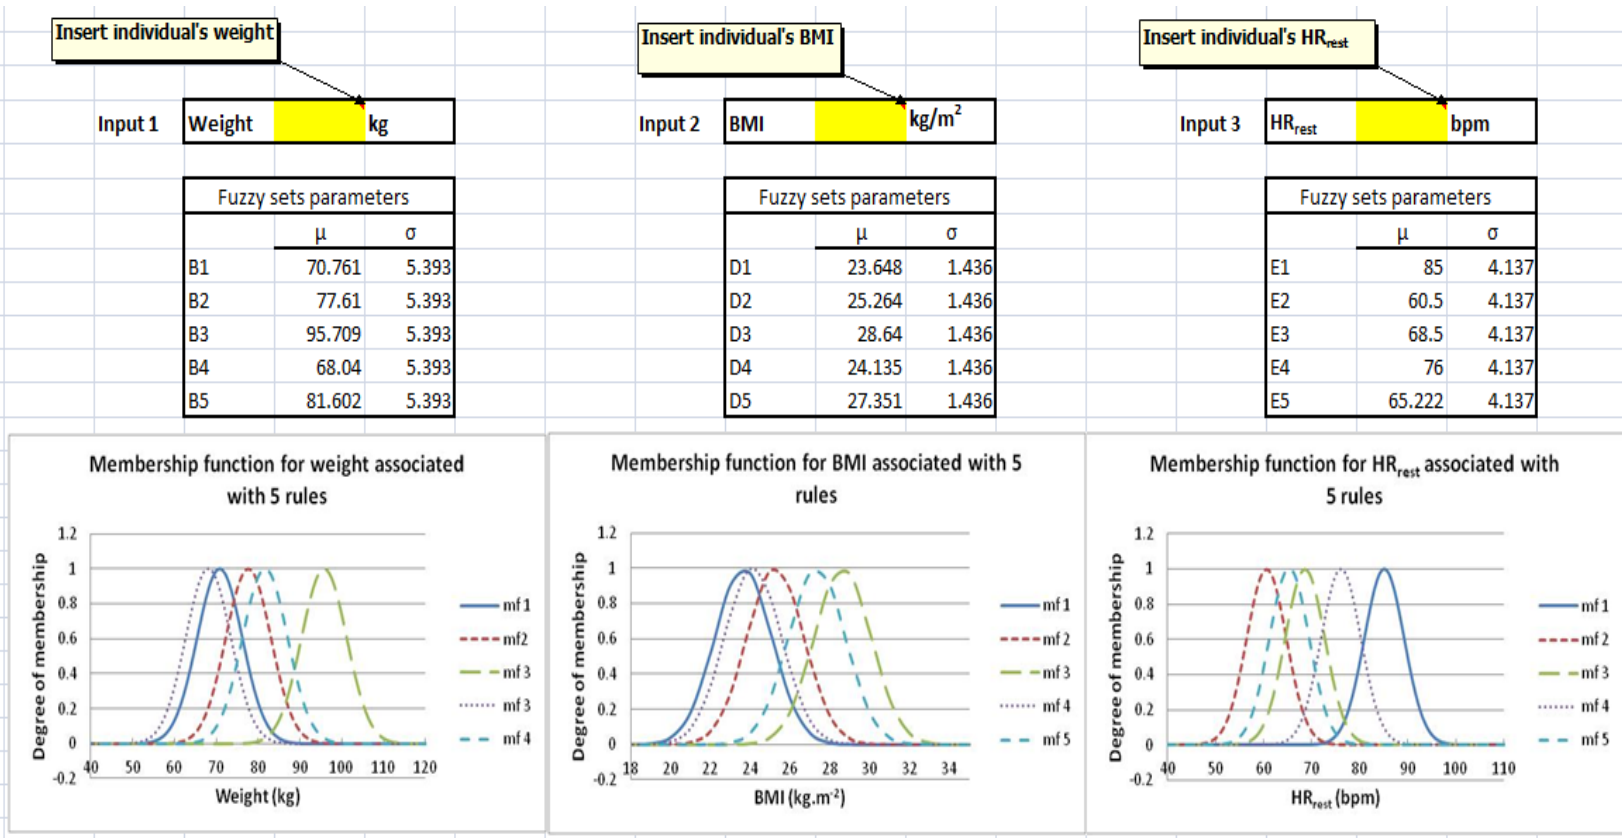 Insert individual's weight
Insert individual's BMI
Insert individual's HRrest
Input 1 Weight kg
Input 2 BMI kg/m²
Input 3 HRrest bpm
Fuzzy sets parameters
μ σ
B1 70.761 5.393
B2 77.61 5.393
B3 95.709 5.393
B4 68.04 5.393
B5 81.602 5.393
Fuzzy sets parameters
μ σ
D1 23.648 1.436
D2 25.264 1.436
D3 28.64 1.436
D4 24.135 1.436
D5 27.351 1.436
Fuzzy sets parameters
μ σ
E1 85 4.137
E2 60.5 4.137
E3 68.5 4.137
E4 76 4.137
E5 65.222 4.137
Membership function for weight associated
with 5 rules
Degree of membership
1.2
1
0.8
0.6
0.4
0.2
0
-0.2
40 50 60 70 80 90 100 110 120
Weight (kg)
mf1
mf2
mf3
mf3
mf4
Membership function for BMI associated with 5
rules
Degree of membership
1.2
1
0.8
0.6
0.4
0.2
0
-0.2
18 20 22 24 26 28 30 32 34
BMI (kg.m⁻²)
mf1
mf2
mf3
mf4
mf5
Membership function for HRrest associated with
5 rules
Degree of membership
1.2
1
0.8
0.6
0.4
0.2
0
-0.2
40 50 60 70 80 90 100 110
HRrest (bpm)
mf1
mf2
mf3
mf4
mf5